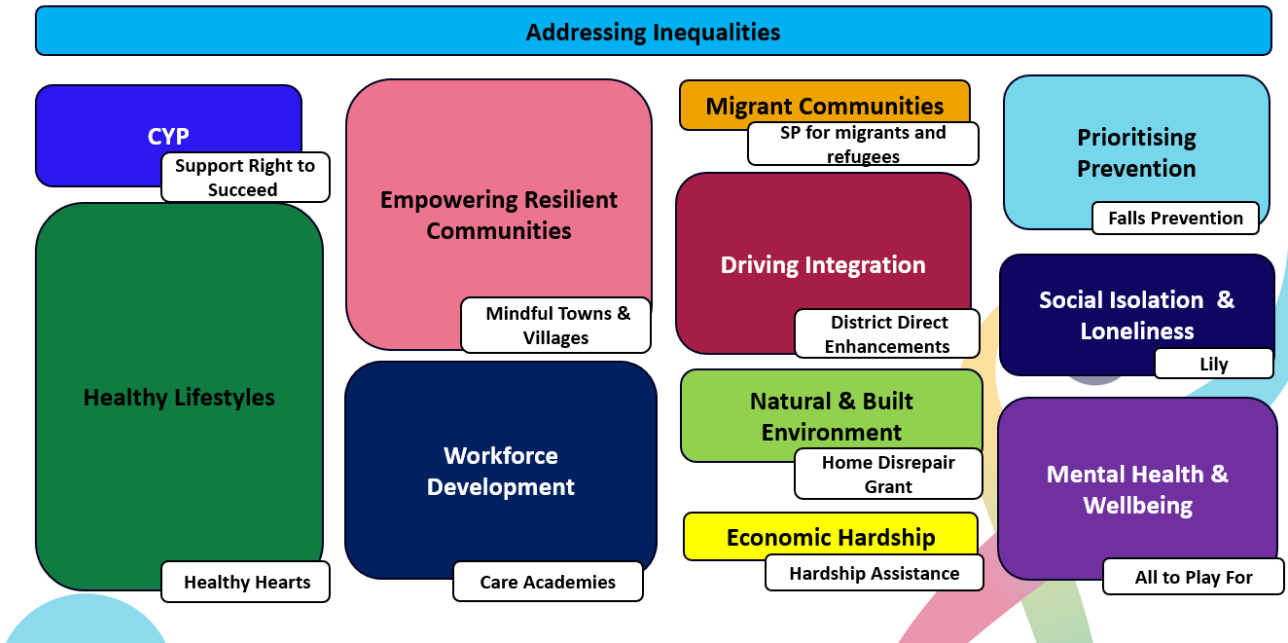 Addressing Inequalities
CYP
Support Right to
Succeed
Healthy Lifestyles
Healthy Hearts
Empowering Resilient
Communities
Mindful Towns &
Villages
Workforce
Development
Care Academies
Migrant Communities
SP for migrants and
refugees
Driving Integration
District Direct
Enhancements
Natural & Built
Environment
Home Disrepair
Grant
Economic Hardship
Hardship Assistance
Prioritising
Prevention
Falls Prevention
Social Isolation &
Loneliness
Lily
Mental Health &
Wellbeing
All to Play For